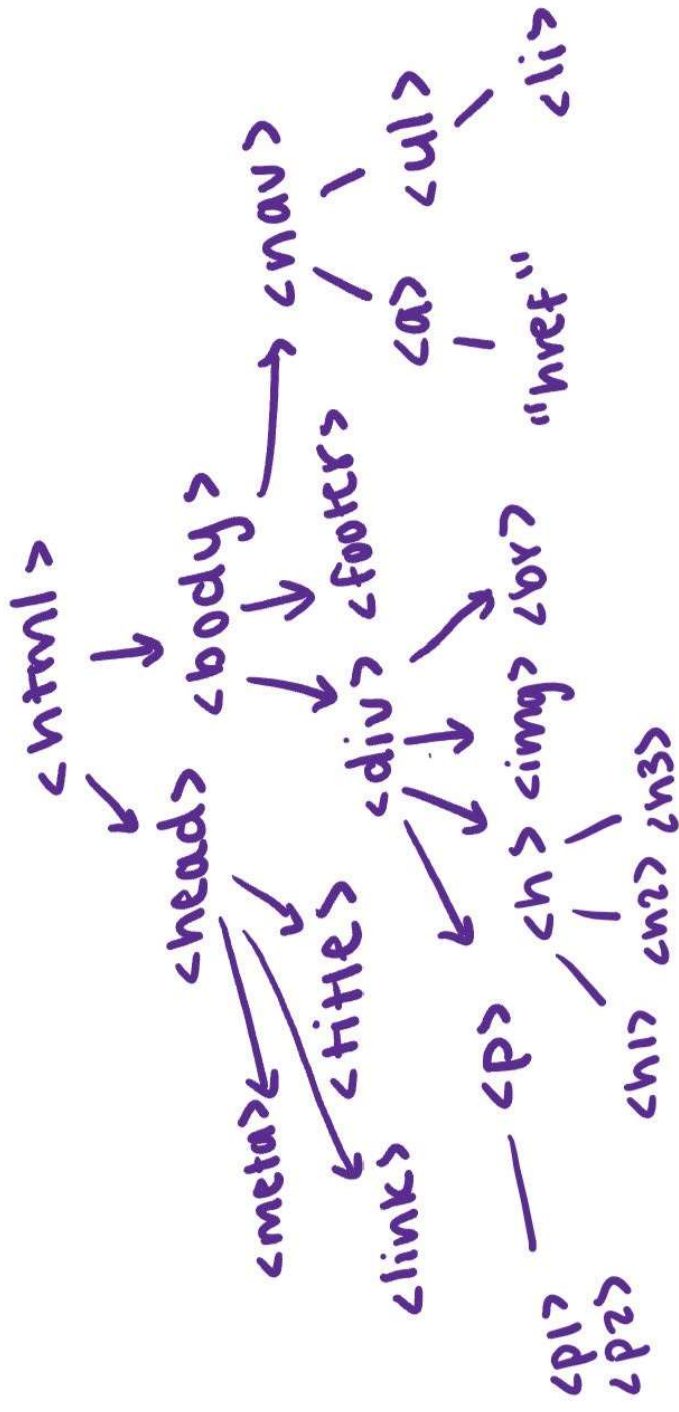 <html>
<head>
<body>
<meta>
<link>
<title>
<div>
<footer>
<nav>
<a>
<ul>
"href"
<li>
<p>
<h>
<img>
<br>
<p1>
<p2>
<h1>
<h2>
<h3>